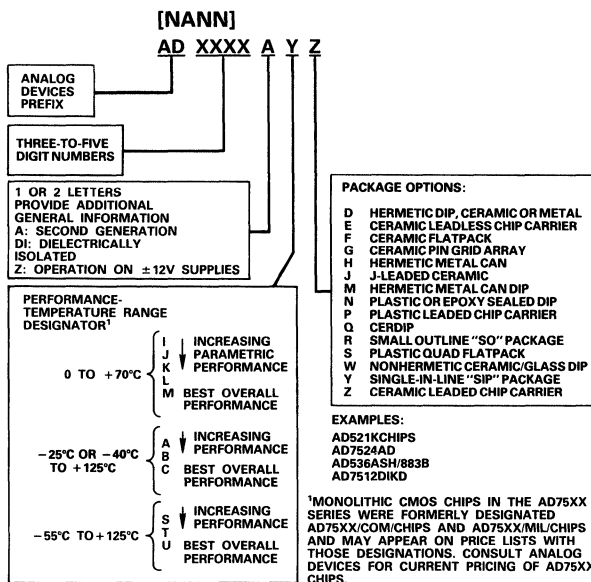 [NANN]
AD XXXX A Y Z
ANALOG
DEVICES
PREFIX
THREE-TO-FIVE
DIGIT NUMBERS
1 OR 2 LETTERS
PROVIDE ADDITIONAL
GENERAL INFORMATION
A: SECOND GENERATION
DI: DIELECTRICALLY
ISOLATED
Z: OPERATION ON ±12V SUPPLIES
PERFORMANCE-
TEMPERATURE RANGE
DESIGNATOR¹
0 TO +70°C
I
J
K
L
M
INCREASING
PARAMETRIC
PERFORMANCE
BEST OVERALL
PERFORMANCE
−25°C OR −40°C
TO +125°C
A
B
C
INCREASING
PERFORMANCE
BEST OVERALL
PERFORMANCE
−55°C TO +125°C
S
T
U
INCREASING
PERFORMANCE
BEST OVERALL
PERFORMANCE
PACKAGE OPTIONS:
D HERMETIC DIP, CERAMIC OR METAL
E CERAMIC LEADLESS CHIP CARRIER
F CERAMIC FLATPACK
G CERAMIC PIN GRID ARRAY
H HERMETIC METAL CAN
J J-LEADED CERAMIC
M HERMETIC METAL CAN DIP
N PLASTIC OR EPOXY SEALED DIP
P PLASTIC LEADED CHIP CARRIER
Q CERDIP
R SMALL OUTLINE "SO" PACKAGE
S PLASTIC QUAD FLATPACK
W NONHERMETIC CERAMIC/GLASS DIP
Y SINGLE-IN-LINE "SIP" PACKAGE
Z CERAMIC LEADED CHIP CARRIER
EXAMPLES:
AD521KCHIPS
AD7524AD
AD536ASH/883B
AD7512DIKD
¹MONOLITHIC CMOS CHIPS IN THE AD75XX
SERIES WERE FORMERLY DESIGNATED
AD75XX/COM/CHIPS AND AD75XX/MIL/CHIPS
AND MAY APPEAR ON PRICE LISTS WITH
THOSE DESIGNATIONS. CONSULT ANALOG
DEVICES FOR CURRENT PRICING OF AD75XX
CHIPS.